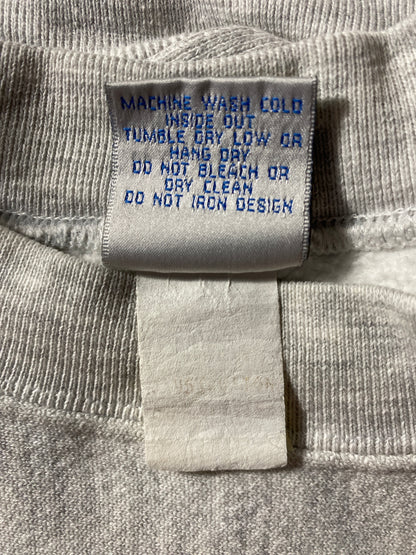 MACHINE WASH COLD
INSIDE OUT
TUMBLE DRY LOW OR
HANG DRY
DO NOT BLEACH OR
DRY CLEAN
DO NOT IRON DESIGN